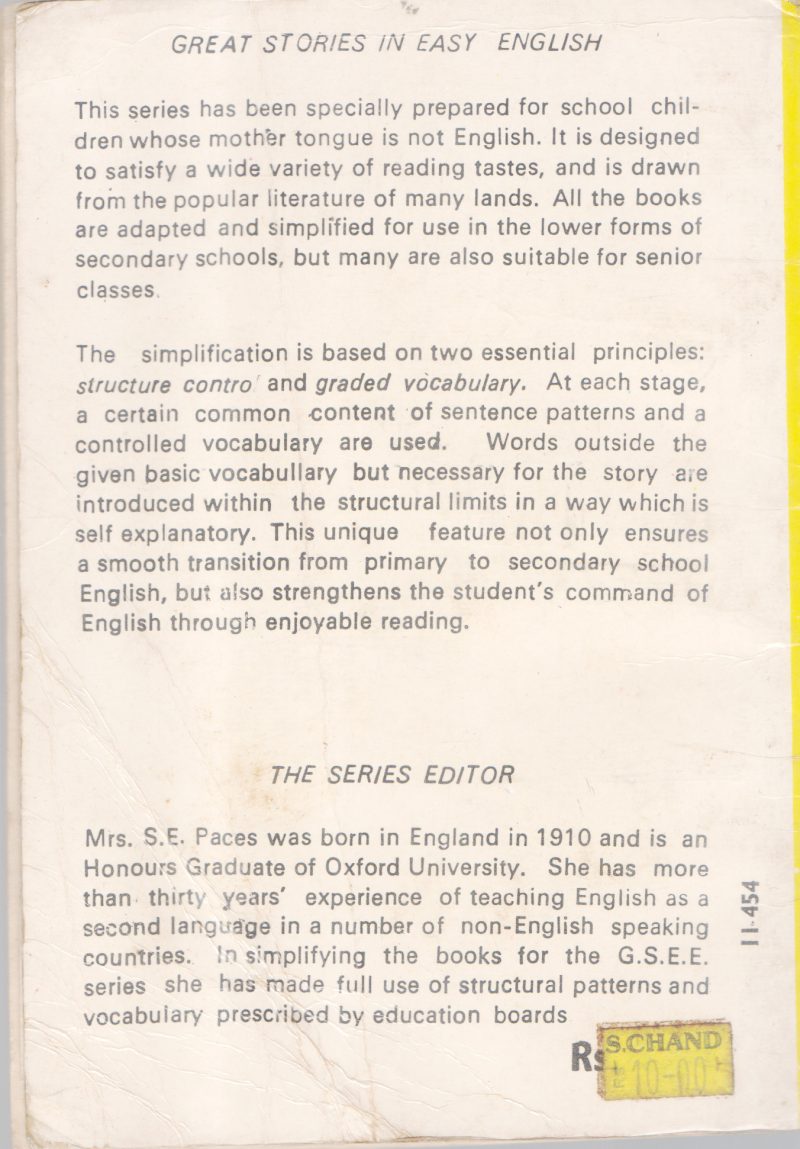 GREAT STORIES IN EASY ENGLISH
This series has been specially prepared for school chil-
dren whose mother tongue is not English. It is designed
to satisfy a wide variety of reading tastes, and is drawn
from the popular literature of many lands. All the books
are adapted and simplified for use in the lower forms of
secondary schools, but many are also suitable for senior
classes.
The simplification is based on two essential principles:
structure contro and graded vocabulary. At each stage,
a certain common content of sentence patterns and a
controlled vocabulary are used. Words outside the
given basic vocabullary but necessary for the story are
introduced within the structural limits in a way which is
self explanatory. This unique feature not only ensures
a smooth transition from primary to secondary school
English, but also strengthens the student's command of
English through enjoyable reading.
THE SERIES EDITOR
Mrs. S.E. Paces was born in England in 1910 and is an
Honours Graduate of Oxford University. She has more
than thirty years' experience of teaching English as a
second language in a number of non-English speaking
countries. In simplifying the books for the G.S.E.E.
series she has made full use of structural patterns and
vocabulary prescribed by education boards
11-454
Rs
S.CHAND
Rs 10-00